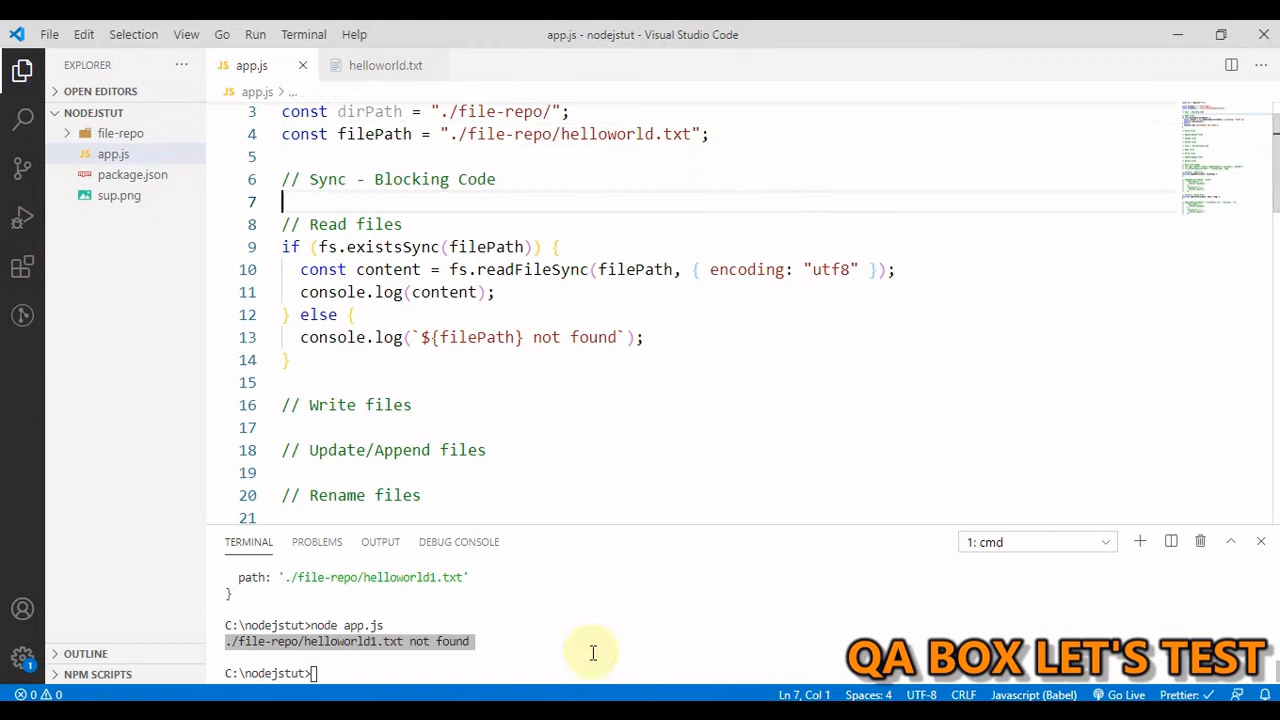 File Edit Selection View Go Run Terminal Help
app.js - nodejstut - Visual Studio Code
EXPLORER
OPEN EDITORS
NODEJSTUT
file-repo
JS app.js
package.json
sup.png
OUTLINE
NPM SCRIPTS
JS app.js helloworld.txt
JS app.js > ...
3 const dirPath = "./file-repo/";
4 const filePath = "./file-repo/helloworld.txt";
5
6 // Sync - Blocking Code
7
8 // Read files
9 if (fs.existsSync(filePath)) {
10 const content = fs.readFileSync(filePath, { encoding: "utf8" });
11 console.log(content);
12 } else {
13 console.log(`${filePath} not found`);
14 }
15
16 // Write files
17
18 // Update/Append files
19
20 // Rename files
21
TERMINAL PROBLEMS OUTPUT DEBUG CONSOLE
1: cmd
path: './file-repo/helloworld1.txt'
}
C:\nodejstut>node app.js
./file-repo/helloworld1.txt not found
C:\nodejstut>
QA BOX LET'S TEST
1
0 0
Ln 7, Col 1 Spaces: 4 UTF-8 CRLF Javascript (Babel) Go Live Prettier: ✓